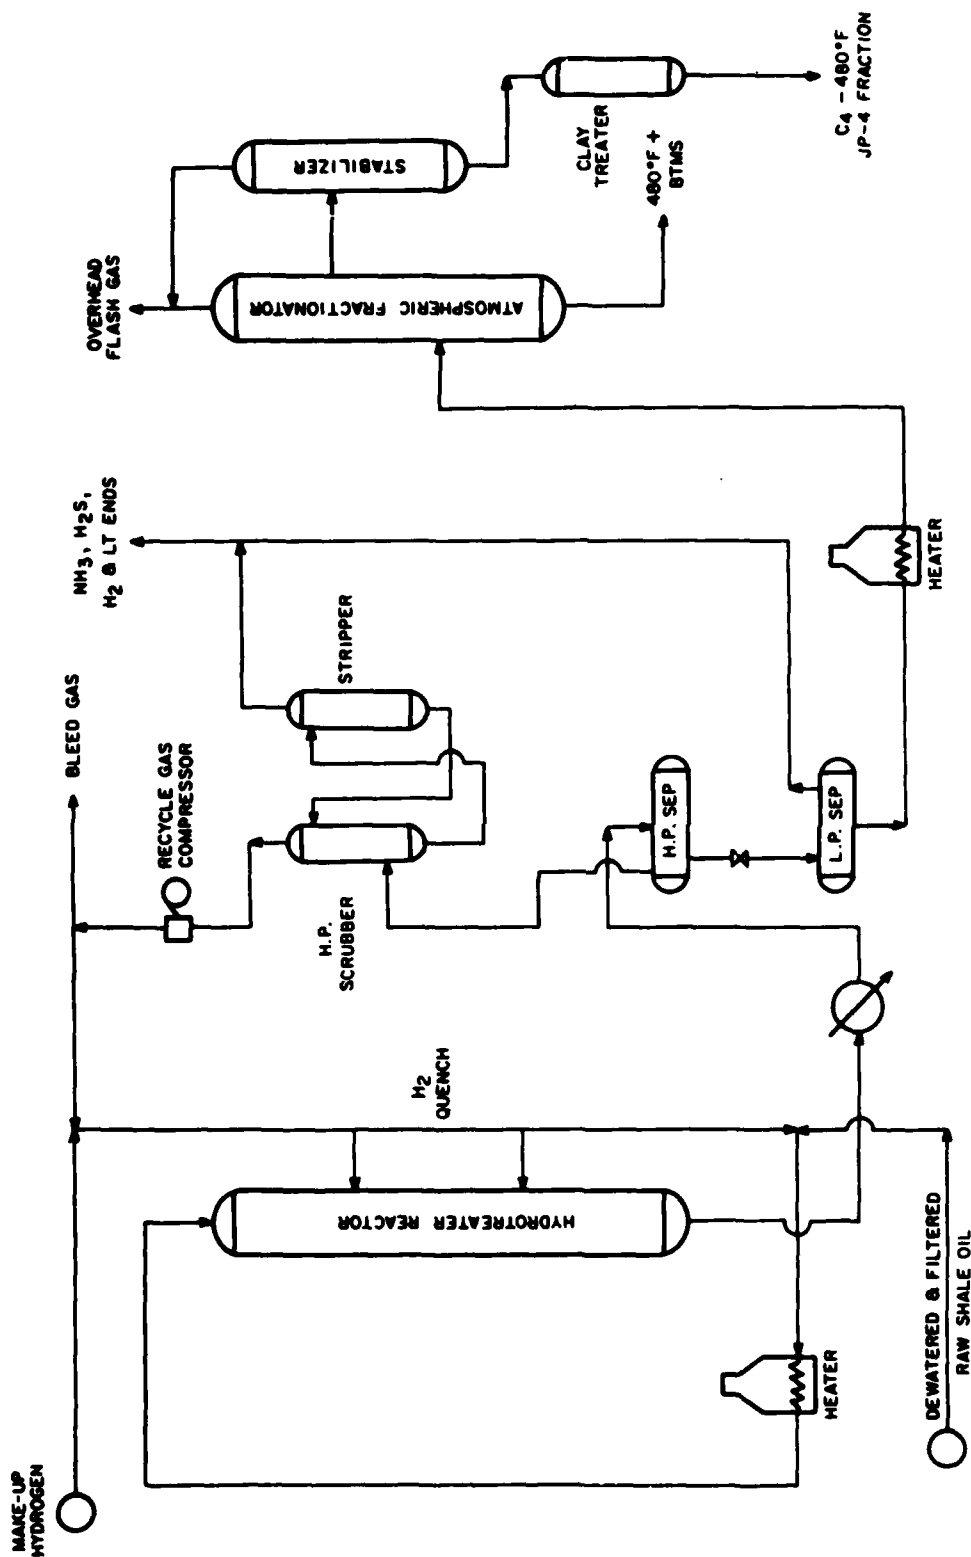 MAKE-UP
HYDROGEN
HYDROTREATER REACTOR
HEATER
DEWATERED & FILTERED
RAW SHALE OIL
H2
QUENCH
BLEED GAS
RECYCLE GAS
COMPRESSOR
H.P.
SCRUBBER
STRIPPER
H.P. SEP
L.P. SEP
NH3, H2S,
H2 & LT ENDS
HEATER
OVERHEAD
FLASH GAS
ATMOSPHERIC FRACTIONATOR
STABILIZER
CLAY
TREATER
480°F +
BTMS
C4 - 480°F
JP-4 FRACTION